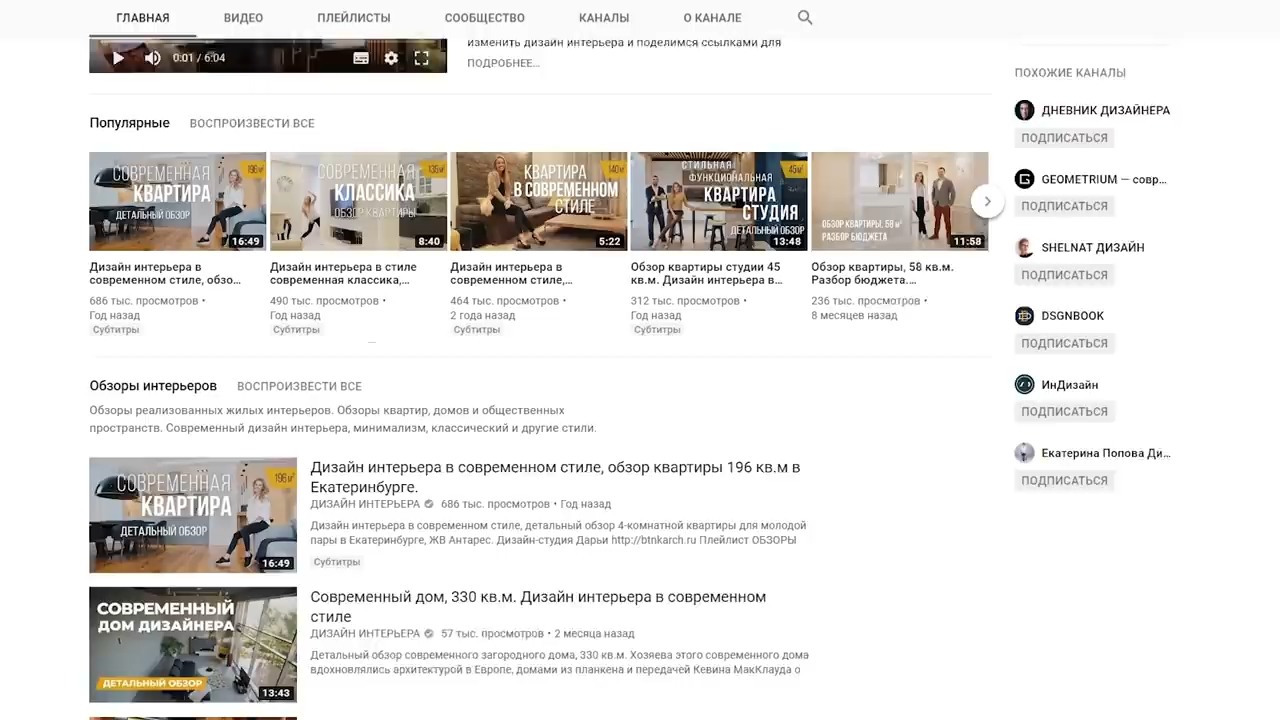 ГЛАВНАЯ ВИДЕО ПЛЕЙЛИСТЫ СООБЩЕСТВО КАНАЛЫ О КАНАЛЕ
0:01 / 6:04
изменить дизайн интерьера и поделимся ссылками для
ПОДРОБНЕЕ...
Популярные ВОСПРОИЗВЕСТИ ВСЕ
СОВРЕМЕННАЯ
КВАРТИРА
ДЕТАЛЬНЫЙ ОБЗОР
196 м²
16:49
СОВРЕМЕННАЯ
КЛАССИКА
ОБЗОР КВАРТИРЫ
8:40
КВАРТИРА
В СОВРЕМЕННОМ
СТИЛЕ
140 м²
5:22
СТИЛЬНАЯ
ФУНКЦИОНАЛЬНАЯ
КВАРТИРА
СТУДИЯ
ДЕТАЛЬНЫЙ ОБЗОР
45 м²
13:48
ОБЗОР КВАРТИРЫ. 58 м²
РАЗБОР БЮДЖЕТА
11:58
Дизайн интерьера в
современном стиле, обзо...
686 тыс. просмотров •
Год назад
Субтитры
Дизайн интерьера в стиле
современная классика,...
490 тыс. просмотров •
Год назад
Субтитры
Дизайн интерьера в
современном стиле,...
464 тыс. просмотров •
2 года назад
Субтитры
Обзор квартиры студии 45
кв.м. Дизайн интерьера в...
312 тыс. просмотров •
Год назад
Субтитры
Обзор квартиры, 58 кв.м.
Разбор бюджета....
236 тыс. просмотров •
8 месяцев назад
Обзоры интерьеров ВОСПРОИЗВЕСТИ ВСЕ
Обзоры реализованных жилых интерьеров. Обзоры квартир, домов и общественных
пространств. Современный дизайн интерьера, минимализм, классический и другие стили.
СОВРЕМЕННАЯ
КВАРТИРА
ДЕТАЛЬНЫЙ ОБЗОР
196 м²
16:49
Дизайн интерьера в современном стиле, обзор квартиры 196 кв.м в
Екатеринбурге.
ДИЗАЙН ИНТЕРЬЕРА 686 тыс. просмотров • Год назад
Дизайн интерьера в современном стиле, детальный обзор 4-комнатной квартиры для молодой
пары в Екатеринбурге, ЖВ Антарес. Дизайн-студия Дарьи http://btnkarch.ru Плейлист ОБЗОРЫ
Субтитры
СОВРЕМЕННЫЙ
ДОМ ДИЗАЙНЕРА
ДЕТАЛЬНЫЙ ОБЗОР
13:43
Современный дом, 330 кв.м. Дизайн интерьера в современном
стиле
ДИЗАЙН ИНТЕРЬЕРА 57 тыс. просмотров • 2 месяца назад
Детальный обзор современного загородного дома, 330 кв.м. Хозяева этого современного дома
вдохновлялись архитектурой в Европе, домами из планкена и передачей Кевина МакКлауда о
ПОХОЖИЕ КАНАЛЫ
ДНЕВНИК ДИЗАЙНЕРА
ПОДПИСАТЬСЯ
GEOMETRIUM — совр...
ПОДПИСАТЬСЯ
SHELNAT ДИЗАЙН
ПОДПИСАТЬСЯ
DSGNBOOK
ПОДПИСАТЬСЯ
ИнДизайн
ПОДПИСАТЬСЯ
Екатерина Попова Ди...
ПОДПИСАТЬСЯ